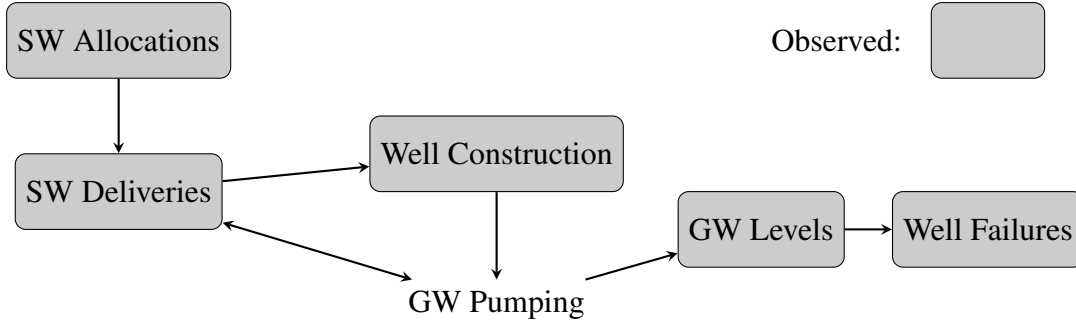 SW Allocations
Observed:
Well Construction
SW Deliveries
GW Levels
Well Failures
GW Pumping